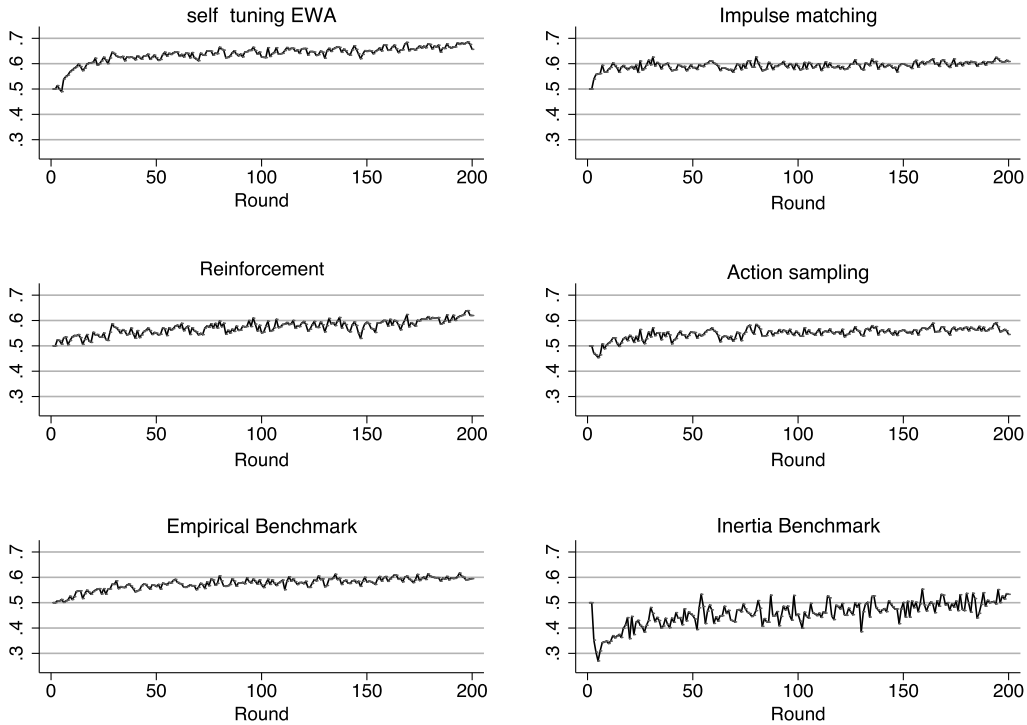 self tuning EWA
.7
.6
.5
.4
.3
0 50 100 150 200
Round
Impulse matching
.7
.6
.5
.4
.3
0 50 100 150 200
Round
Reinforcement
.7
.6
.5
.4
.3
0 50 100 150 200
Round
Action sampling
.7
.6
.5
.4
.3
0 50 100 150 200
Round
Empirical Benchmark
.7
.6
.5
.4
.3
0 50 100 150 200
Round
Inertia Benchmark
.7
.6
.5
.4
.3
0 50 100 150 200
Round